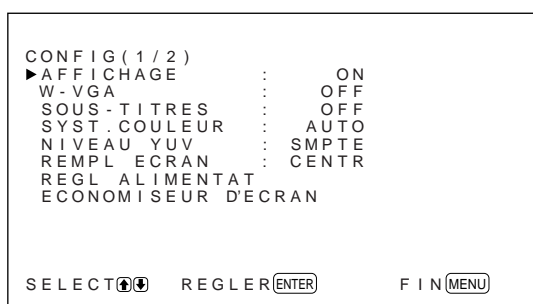 CONFIG(1/2)
▶AFFICHAGE : ON
W-VGA : OFF
SOUS-TITRES : OFF
SYST.COULEUR : AUTO
NIVEAU YUV : SMPTE
REMPL ECRAN : CENTR
REGL ALIMENTAT
ECONOMISEUR D'ECRAN
SELECT⬆⬇ REGLER ENTER FIN MENU